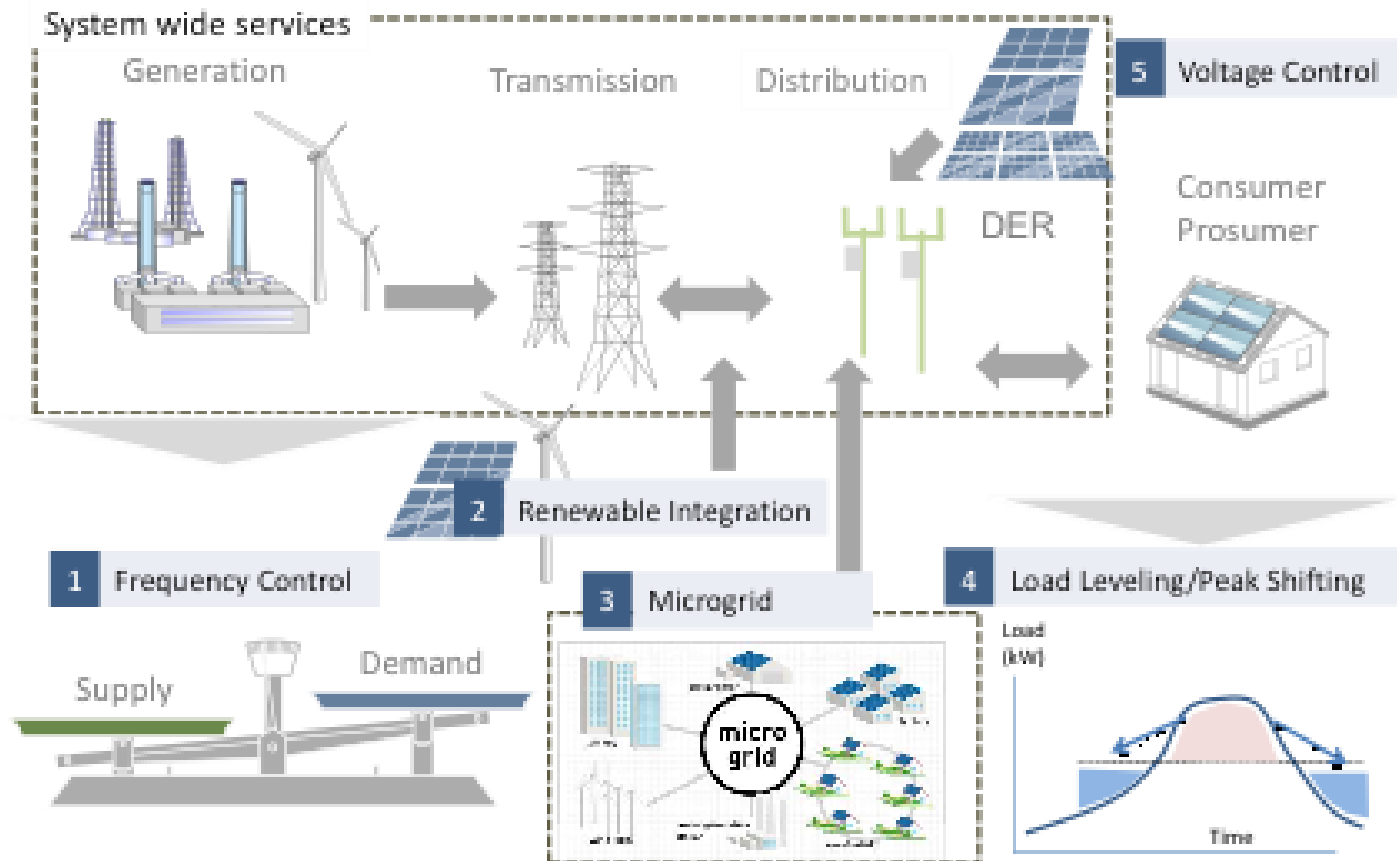 System wide services
Generation
Transmission
Distribution
5 Voltage Control
DER
Consumer
Prosumer
2 Renewable Integration
1 Frequency Control
3 Microgrid
4 Load Leveling/Peak Shifting
Supply
Demand
micro
grid
Load
(kW)
Time